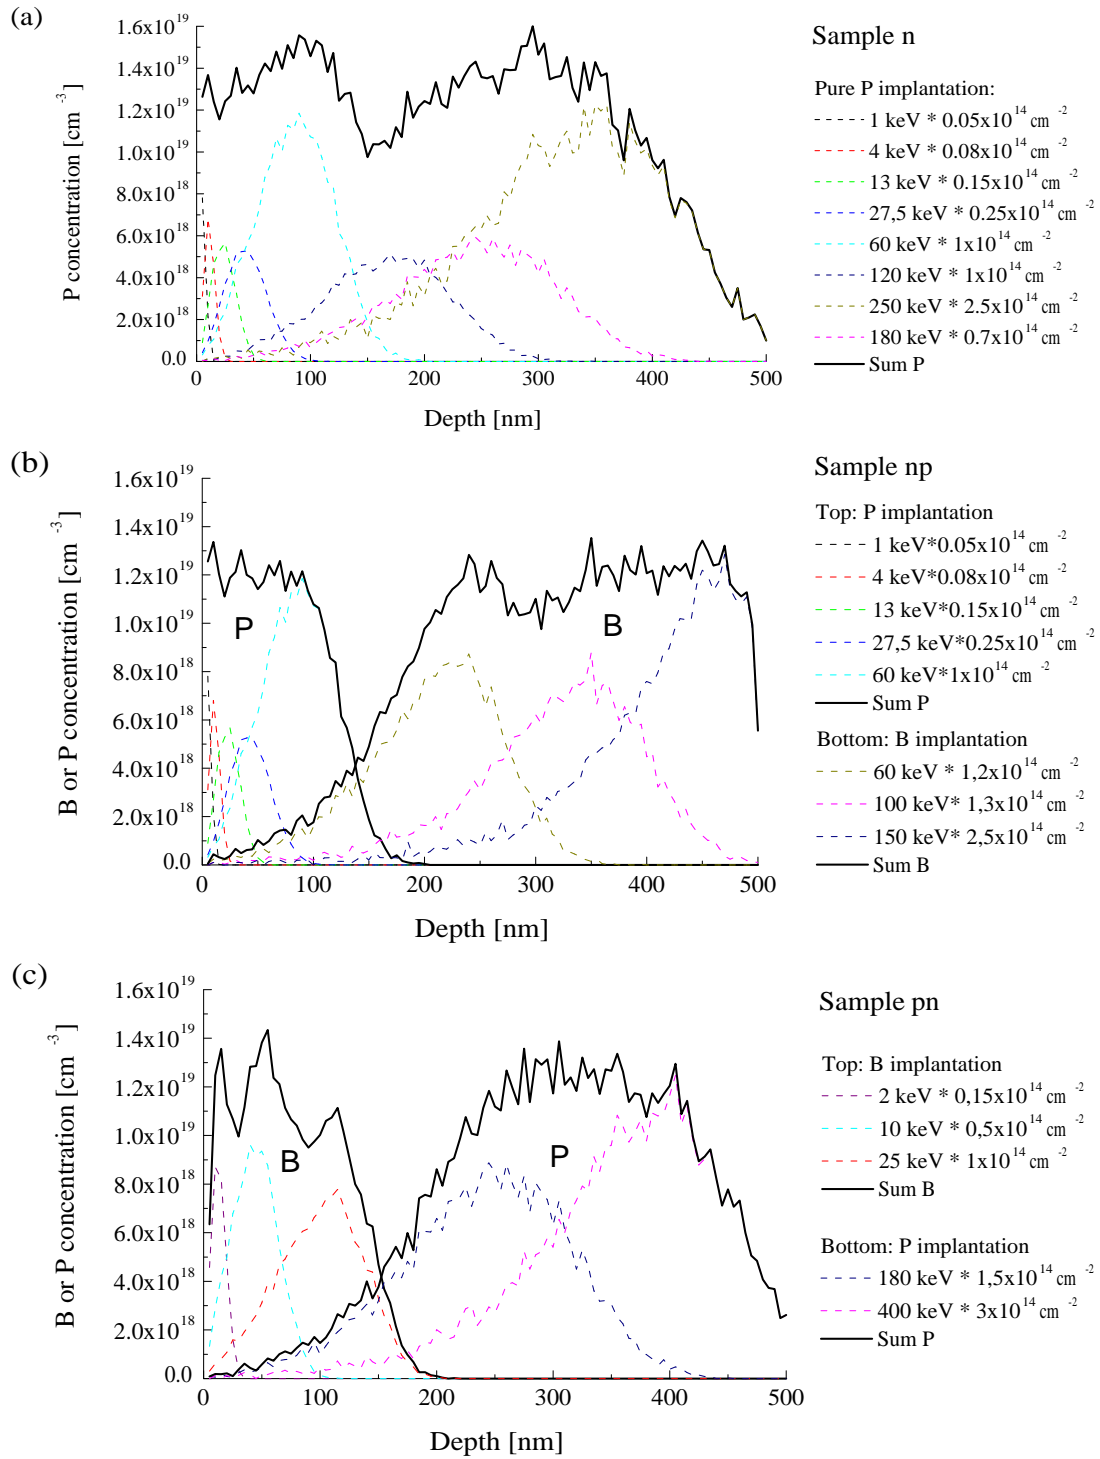 (a)
Sample n
Pure P implantation:
1 keV * 0.05x10^14 cm^-2
4 keV * 0.08x10^14 cm^-2
13 keV * 0.15x10^14 cm^-2
27,5 keV * 0.25x10^14 cm^-2
60 keV * 1x10^14 cm^-2
120 keV * 1x10^14 cm^-2
250 keV * 2.5x10^14 cm^-2
180 keV * 0.7x10^14 cm^-2
Sum P
P concentration [cm^-3]
1.6x10^19
1.4x10^19
1.2x10^19
1.0x10^19
8.0x10^18
6.0x10^18
4.0x10^18
2.0x10^18
0.0
0 100 200 300 400 500
Depth [nm]
(b)
Sample np
Top: P implantation
1 keV*0.05x10^14 cm^-2
4 keV*0.08x10^14 cm^-2
13 keV*0.15x10^14 cm^-2
27,5 keV*0.25x10^14 cm^-2
60 keV*1x10^14 cm^-2
Sum P
Bottom: B implantation
60 keV * 1,2x10^14 cm^-2
100 keV* 1,3x10^14 cm^-2
150 keV* 2,5x10^14 cm^-2
Sum B
B or P concentration [cm^-3]
1.6x10^19
1.4x10^19
1.2x10^19
1.0x10^19
8.0x10^18
6.0x10^18
4.0x10^18
2.0x10^18
0.0
P
B
0 100 200 300 400 500
Depth [nm]
(c)
Sample pn
Top: B implantation
2 keV * 0,15x10^14 cm^-2
10 keV * 0,5x10^14 cm^-2
25 keV * 1x10^14 cm^-2
Sum B
Bottom: P implantation
180 keV * 1,5x10^14 cm^-2
400 keV * 3x10^14 cm^-2
Sum P
B or P concentration [cm^-3]
1.6x10^19
1.4x10^19
1.2x10^19
1.0x10^19
8.0x10^18
6.0x10^18
4.0x10^18
2.0x10^18
0.0
B
P
0 100 200 300 400 500
Depth [nm]